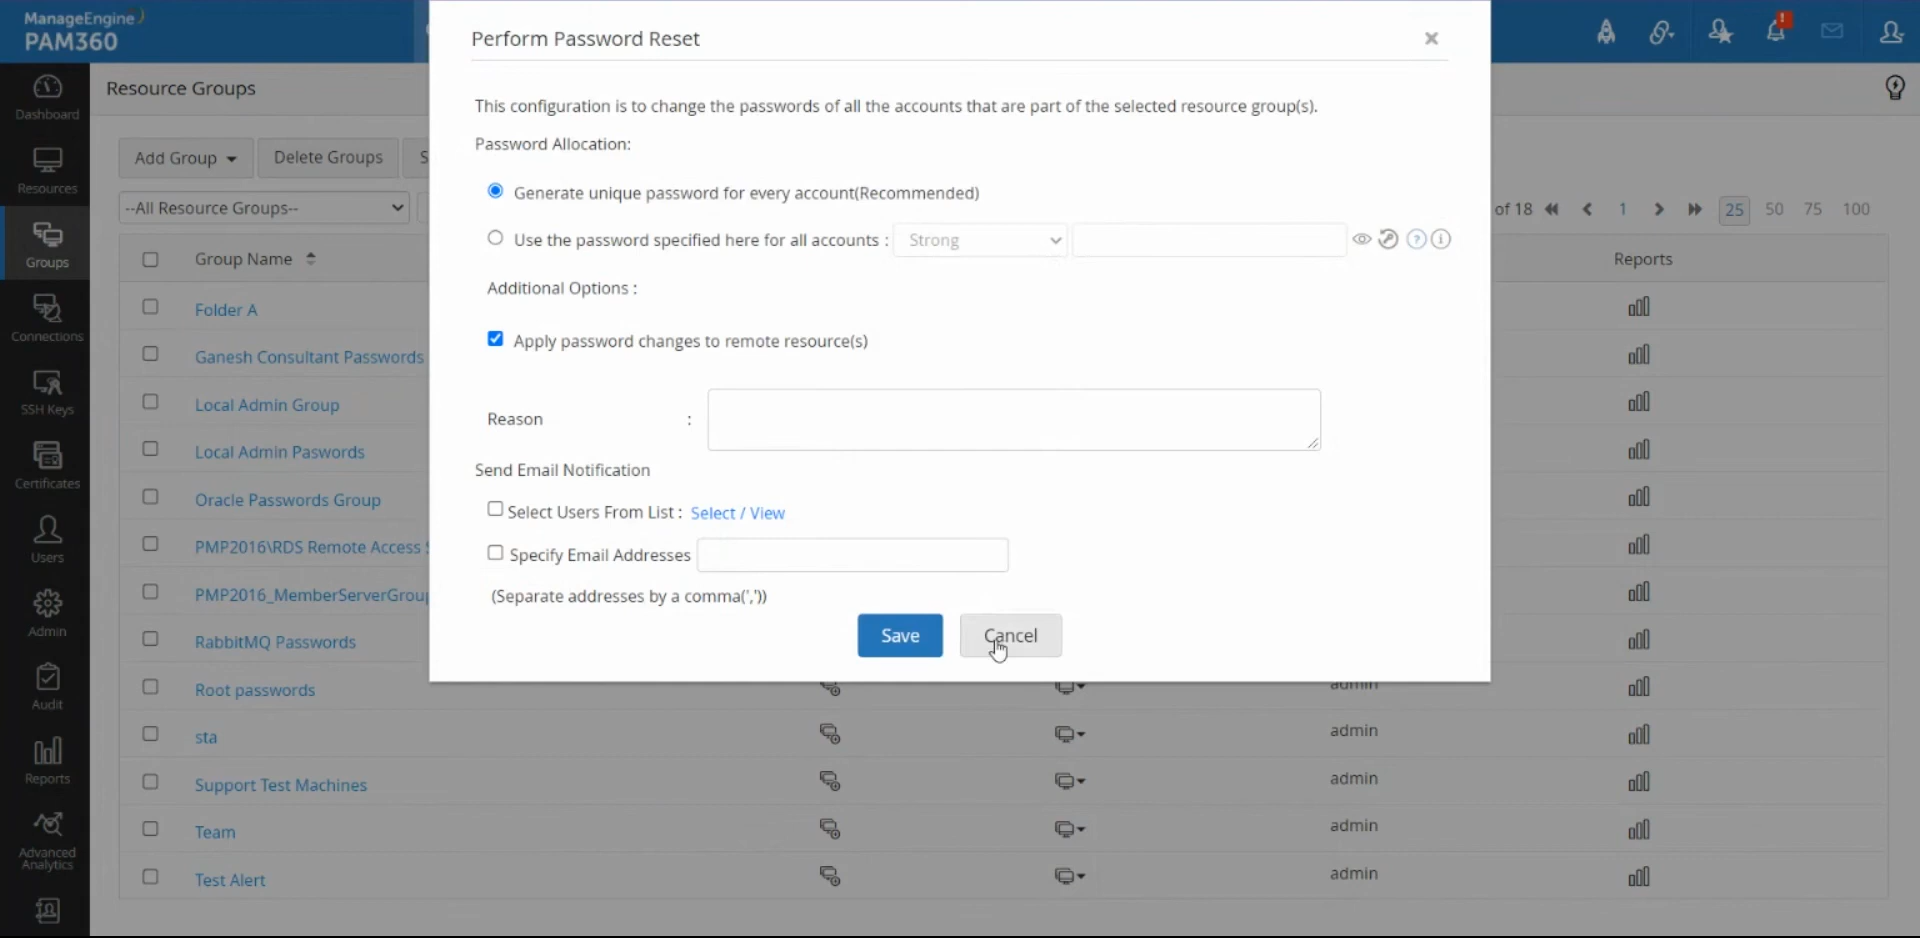 ManageEngine
PAM360
Dashboard
Resources
Groups
Connections
SSH Keys
Certificates
Users
Admin
Audit
Reports
Advanced
Analytics
Resource Groups
Add Group
Delete Groups
S
--All Resource Groups--
of 18
1
25
50
75
100
Group Name
Reports
Folder A
Ganesh Consultant Passwords
Local Admin Group
Local Admin Paswords
Oracle Passwords Group
PMP2016\RDS Remote Access S
PMP2016_MemberServerGroup
RabbitMQ Passwords
Root passwords
admin
sta
admin
Support Test Machines
admin
Team
admin
Test Alert
admin
Perform Password Reset
This configuration is to change the passwords of all the accounts that are part of the selected resource group(s).
Password Allocation:
Generate unique password for every account(Recommended)
Use the password specified here for all accounts :
Strong
Additional Options :
Apply password changes to remote resource(s)
Reason :
Send Email Notification
Select Users From List : Select / View
Specify Email Addresses
(Separate addresses by a comma(','))
Save
Cancel